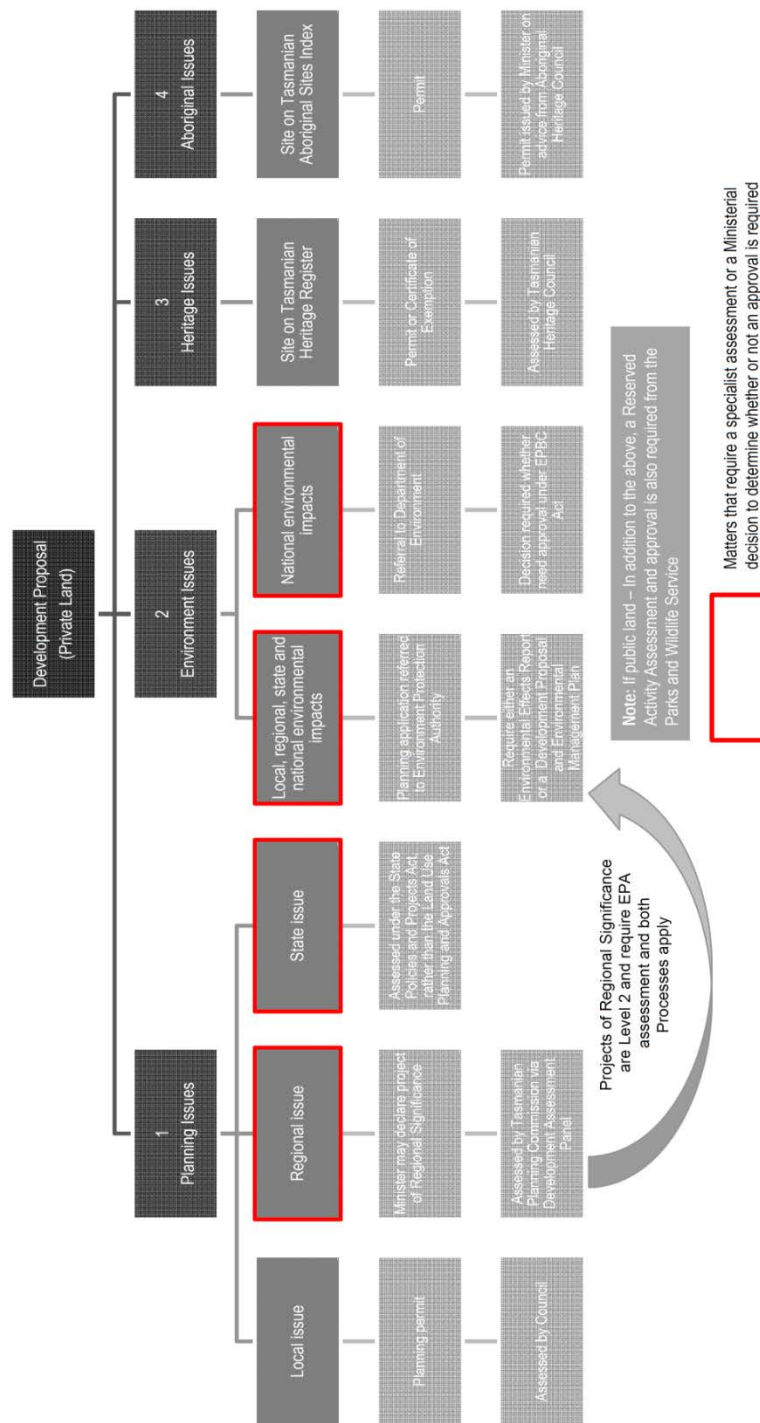 Development Proposal
(Private Land)
1
Planning Issues
2
Environment Issues
3
Heritage Issues
4
Aboriginal Issues
Local issue
Regional issue
State issue
Local, regional, state and
national environmental
impacts
National environmental
impacts
Site on Tasmanian
Heritage Register
Site on Tasmanian
Aboriginal Sites Index
Planning permit
Minister may declare project
of Regional Significance
Assessed under the State
Policies and Projects Act,
rather than the Land Use
Planning and Approvals Act
Planning application referred
to Environment Protection
Authority
Referral to Department of
Environment
Permit or Certificate of
Exemption
Permit
Assessed by Council
Assessed by Tasmanian
Planning Commission via
Development Assessment
Panel
Require either an
Environmental Effects Report
or a Development Proposal
and Environmental
Management Plan
Decision required whether
need approval under EPBC
Act
Assessed by Tasmanian
Heritage Council
Permit issued by Minister on
advice from Aboriginal
Heritage Council
Projects of Regional Significance
are Level 2 and require EPA
assessment and both
Processes apply
Note: If public land – In addition to the above, a Reserved
Activity Assessment and approval is also required from the
Parks and Wildlife Service
Matters that require a specialist assessment or a Ministerial
decision to determine whether or not an approval is required